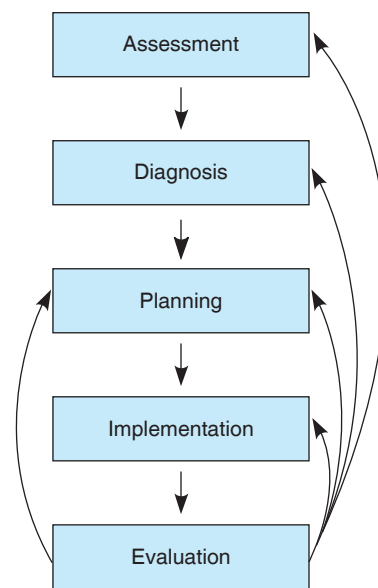 Assessment
Diagnosis
Planning
Implementation
Evaluation